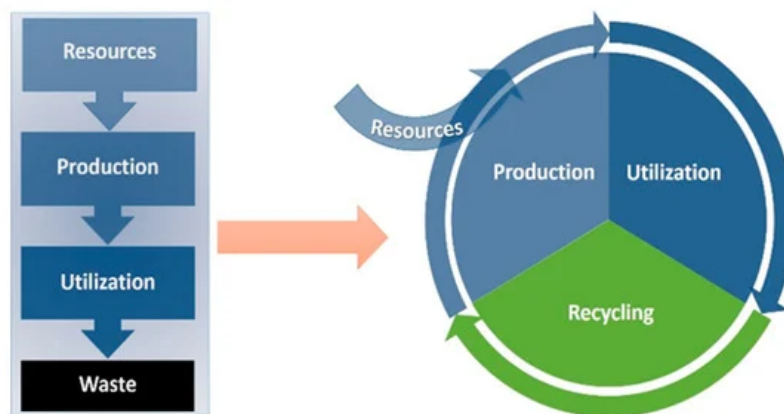 Resources
Production
Utilization
Waste
Resources
Production
Utilization
Recycling